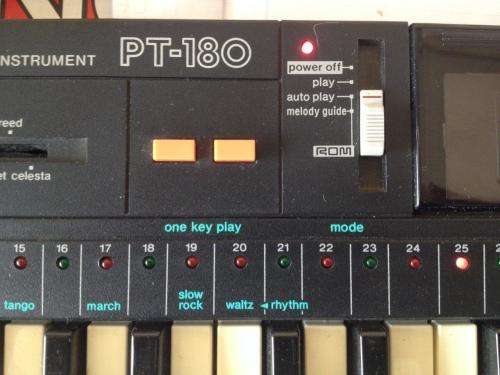 INSTRUMENT PT-180
power off
play
auto play
melody guide
ROM
reed
et celesta
one key play mode
15 16 17 18 19 20 21 22 23 24 25
tango march slow rock waltz ◄rhythm